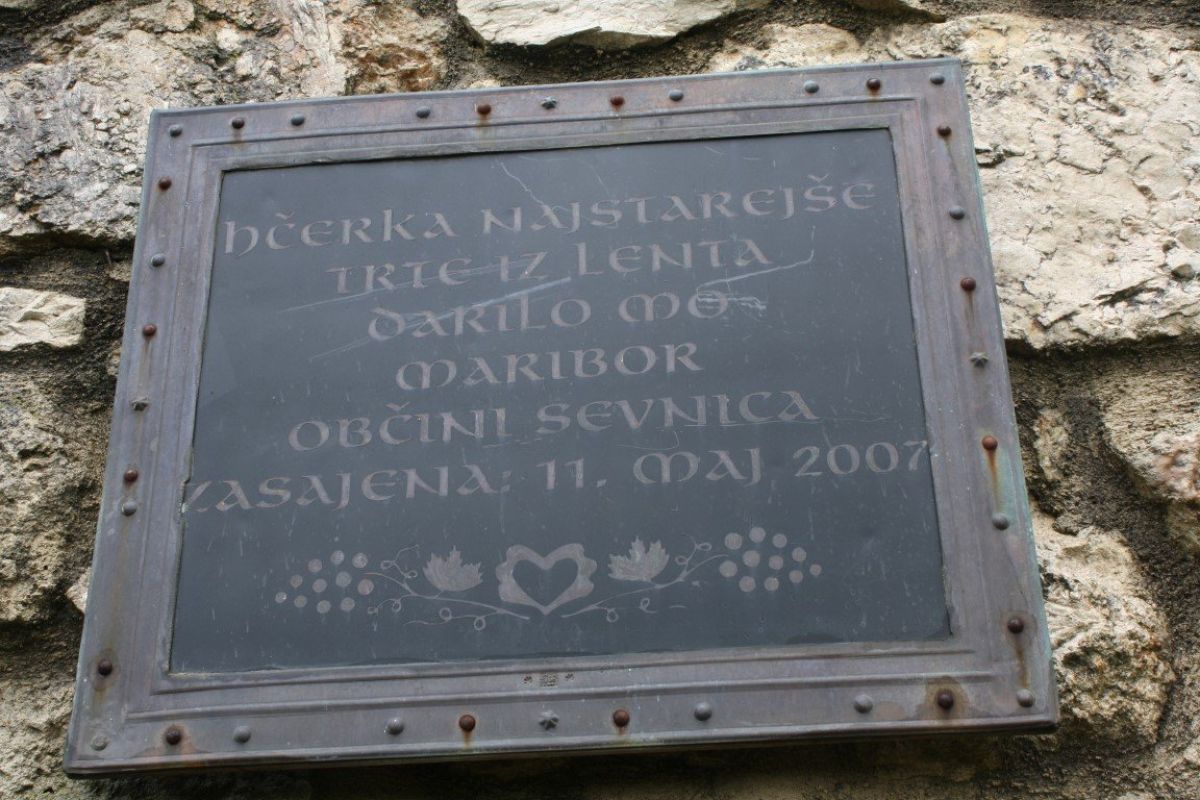 hčerka najstarejše
trte iz Lenta
darilo MO
Maribor
občini Sevnica
zasajena: 11. maj 2007